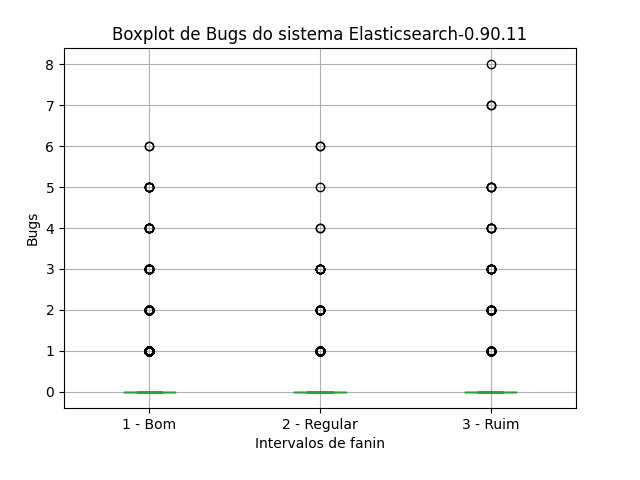 Boxplot de Bugs do sistema Elasticsearch-0.90.11
8
7
6
5
4
3
2
1
0
Bugs
1 - Bom
2 - Regular
3 - Ruim
Intervalos de fanin